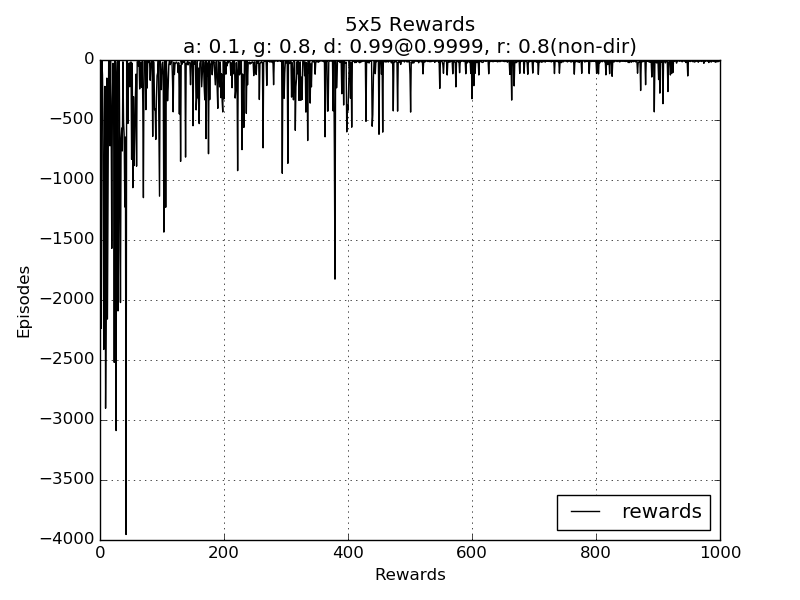 5x5 Rewards
a: 0.1, g: 0.8, d: 0.99@0.9999, r: 0.8(non-dir)
0
−500
−1000
−1500
−2000
−2500
−3000
−3500
−4000
Episodes
rewards
0 200 400 600 800 1000
Rewards